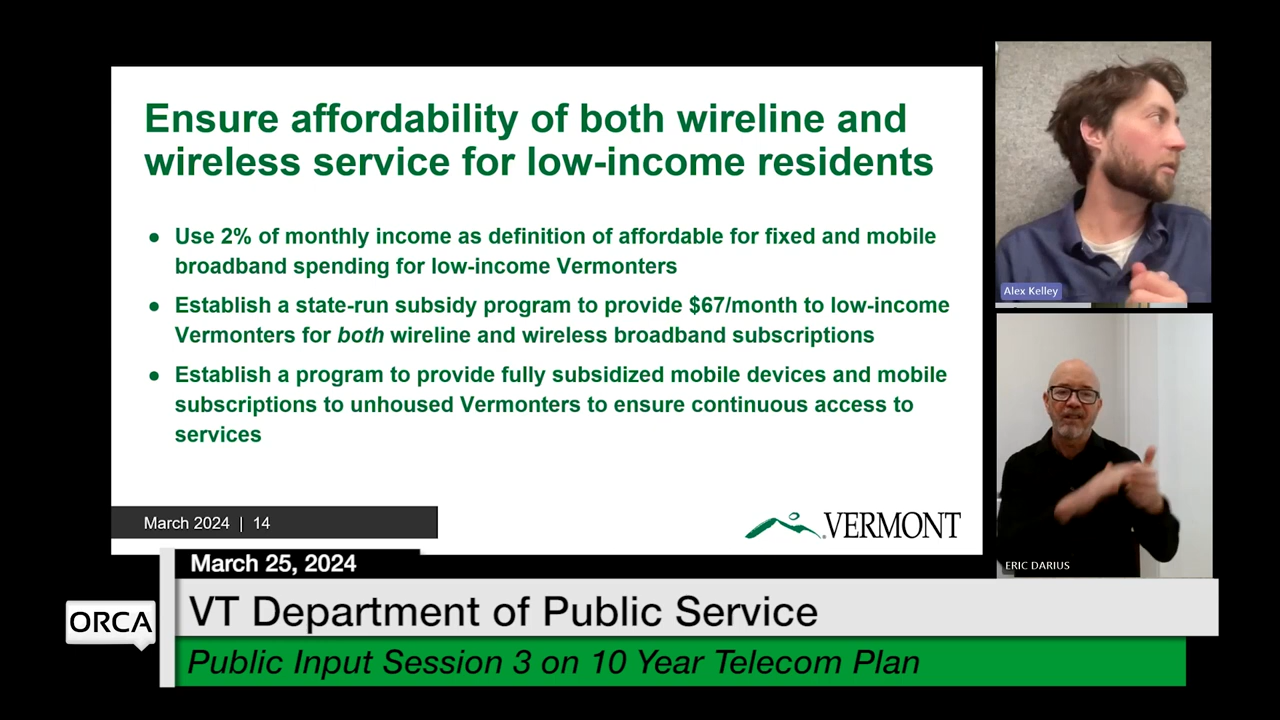 Ensure affordability of both wireline and
wireless service for low-income residents
● Use 2% of monthly income as definition of affordable for fixed and mobile
broadband spending for low-income Vermonters
● Establish a state-run subsidy program to provide $67/month to low-income
Vermonters for both wireline and wireless broadband subscriptions
● Establish a program to provide fully subsidized mobile devices and mobile
subscriptions to unhoused Vermonters to ensure continuous access to
services
March 2024 | 14
VERMONT
Alex Kelley
ERIC DARIUS
March 25, 2024
ORCA
VT Department of Public Service
Public Input Session 3 on 10 Year Telecom Plan